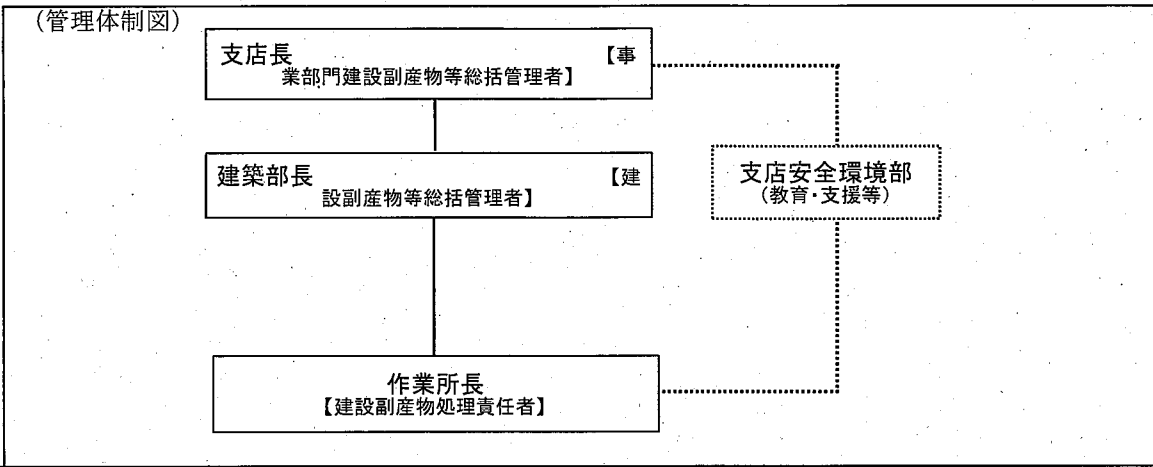 (管理体制図)
支店長 【事
業部門建設副産物等総括管理者】
建築部長 【建
設副産物等総括管理者】
支店安全環境部
(教育・支援等)
作業所長
【建設副産物処理責任者】